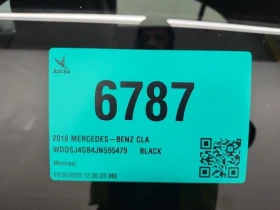 6787
2018 MERCEDES-BENZ CLA
WDDSJ4GB4JN595479 BLACK
Montreal